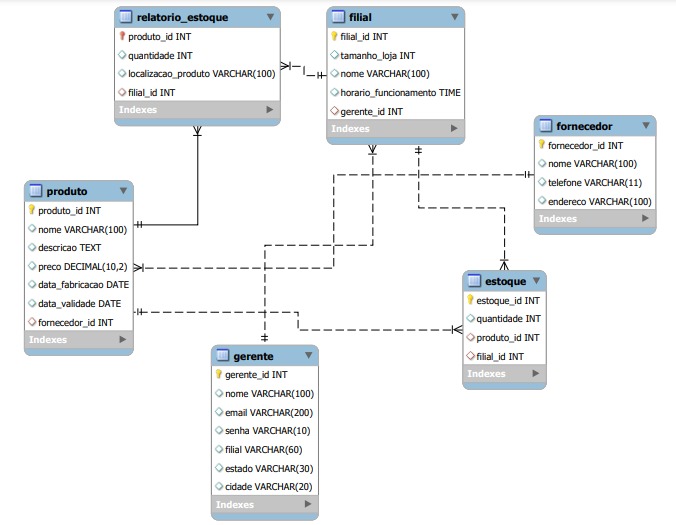 relatorio_estoque
produto_id INT
quantidade INT
localizacao_produto VARCHAR(100)
filial_id INT
Indexes
filial
filial_id INT
tamanho_loja INT
nome VARCHAR(100)
horario_funcionamento TIME
gerente_id INT
Indexes
fornecedor
fornecedor_id INT
nome VARCHAR(100)
telefone VARCHAR(11)
endereco VARCHAR(100)
Indexes
produto
produto_id INT
nome VARCHAR(100)
descricao TEXT
preco DECIMAL(10,2)
data_fabricacao DATE
data_validade DATE
fornecedor_id INT
Indexes
estoque
estoque_id INT
quantidade INT
produto_id INT
filial_id INT
Indexes
gerente
gerente_id INT
nome VARCHAR(100)
email VARCHAR(200)
senha VARCHAR(10)
filial VARCHAR(60)
estado VARCHAR(30)
cidade VARCHAR(20)
Indexes